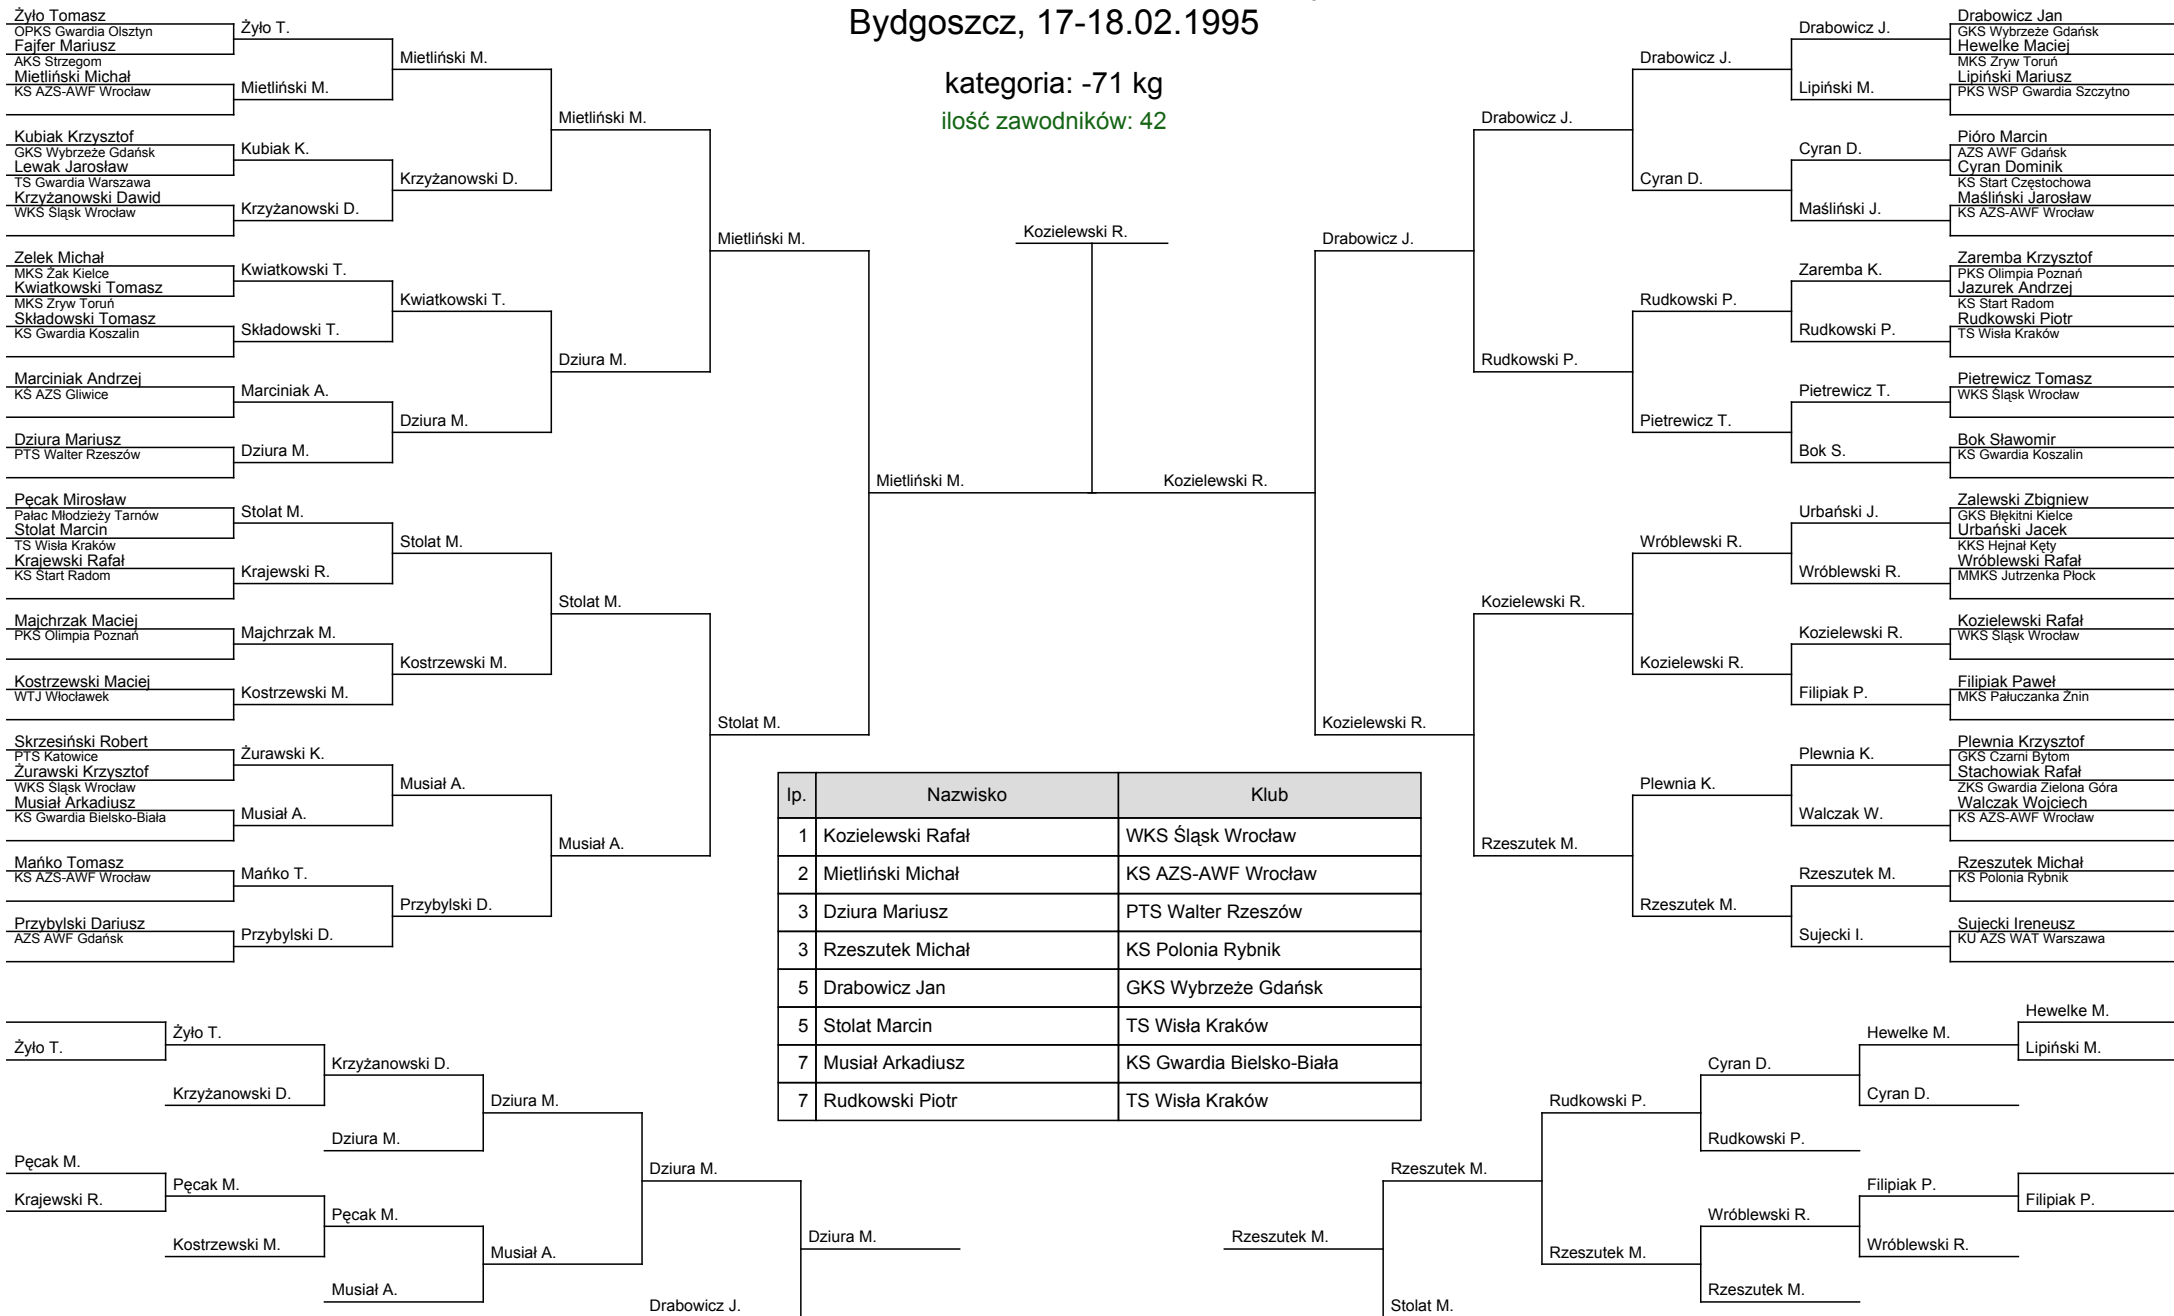 Bydgoszcz, 17-18.02.1995
kategoria: -71 kg
ilość zawodników: 42
Żyło Tomasz
OPKS Gwardia Olsztyn
Fajfer Mariusz
AKS Strzegom
Mietliński Michał
KS AZS-AWF Wrocław
Kubiak Krzysztof
GKS Wybrzeże Gdańsk
Lewak Jarosław
TS Gwardia Warszawa
Krzyżanowski Dawid
WKS Śląsk Wrocław
Zelek Michał
MKS Żak Kielce
Kwiatkowski Tomasz
MKS Zryw Toruń
Składowski Tomasz
KS Gwardia Koszalin
Marciniak Andrzej
KŚ AZS Gliwice
Dziura Mariusz
PTS Walter Rzeszów
Pęcak Mirosław
Pałac Młodzieży Tarnów
Stolat Marcin
TS Wisła Kraków
Krajewski Rafał
KS Start Radom
Majchrzak Maciej
PKS Olimpia Poznań
Kostrzewski Maciej
WTJ Włocławek
Skrzesiński Robert
PTS Katowice
Żurawski Krzysztof
WKS Śląsk Wrocław
Musiał Arkadiusz
KS Gwardia Bielsko-Biała
Mańko Tomasz
KS AZS-AWF Wrocław
Przybylski Dariusz
AZS AWF Gdańsk
Żyło T.
Mietliński M.
Kubiak K.
Krzyżanowski D.
Kwiatkowski T.
Składowski T.
Marciniak A.
Dziura M.
Stolat M.
Krajewski R.
Majchrzak M.
Kostrzewski M.
Żurawski K.
Musiał A.
Mańko T.
Przybylski D.
Mietliński M.
Krzyżanowski D.
Kwiatkowski T.
Dziura M.
Stolat M.
Kostrzewski M.
Musiał A.
Przybylski D.
Mietliński M.
Dziura M.
Stolat M.
Musiał A.
Mietliński M.
Stolat M.
Mietliński M.
Kozielewski R.
Kozielewski R.
Drabowicz J.
Kozielewski R.
Drabowicz J.
Rudkowski P.
Kozielewski R.
Rzeszutek M.
Drabowicz J.
Cyran D.
Rudkowski P.
Pietrewicz T.
Wróblewski R.
Kozielewski R.
Plewnia K.
Rzeszutek M.
Drabowicz J.
Lipiński M.
Cyran D.
Maśliński J.
Zaremba K.
Rudkowski P.
Pietrewicz T.
Bok S.
Urbański J.
Wróblewski R.
Kozielewski R.
Filipiak P.
Plewnia K.
Walczak W.
Rzeszutek M.
Sujecki I.
Drabowicz Jan
GKS Wybrzeże Gdańsk
Hewelke Maciej
MKS Zryw Toruń
Lipiński Mariusz
PKS WSP Gwardia Szczytno
Pióro Marcin
AZS AWF Gdańsk
Cyran Dominik
KS Start Częstochowa
Maśliński Jarosław
KS AZS-AWF Wrocław
Zaremba Krzysztof
PKS Olimpia Poznań
Jazurek Andrzej
KS Start Radom
Rudkowski Piotr
TS Wisła Kraków
Pietrewicz Tomasz
WKS Śląsk Wrocław
Bok Sławomir
KS Gwardia Koszalin
Zalewski Zbigniew
GKS Błękitni Kielce
Urbański Jacek
KKS Hejnał Kęty
Wróblewski Rafał
MMKS Jutrzenka Płock
Kozielewski Rafał
WKS Śląsk Wrocław
Filipiak Paweł
MKS Pałuczanka Żnin
Plewnia Krzysztof
GKS Czarni Bytom
Stachowiak Rafał
ZKS Gwardia Zielona Góra
Walczak Wojciech
KS AZS-AWF Wrocław
Rzeszutek Michał
KS Polonia Rybnik
Sujecki Ireneusz
KU AZS WAT Warszawa
lp. Nazwisko Klub
1 Kozielewski Rafał WKS Śląsk Wrocław
2 Mietliński Michał KS AZS-AWF Wrocław
3 Dziura Mariusz PTS Walter Rzeszów
3 Rzeszutek Michał KS Polonia Rybnik
5 Drabowicz Jan GKS Wybrzeże Gdańsk
5 Stolat Marcin TS Wisła Kraków
7 Musiał Arkadiusz KS Gwardia Bielsko-Biała
7 Rudkowski Piotr TS Wisła Kraków
Żyło T.
Pęcak M.
Krajewski R.
Żyło T.
Krzyżanowski D.
Pęcak M.
Kostrzewski M.
Krzyżanowski D.
Dziura M.
Pęcak M.
Musiał A.
Dziura M.
Musiał A.
Dziura M.
Drabowicz J.
Dziura M.
Rzeszutek M.
Rzeszutek M.
Stolat M.
Rudkowski P.
Rzeszutek M.
Cyran D.
Rudkowski P.
Wróblewski R.
Rzeszutek M.
Hewelke M.
Cyran D.
Filipiak P.
Wróblewski R.
Hewelke M.
Lipiński M.
Filipiak P.